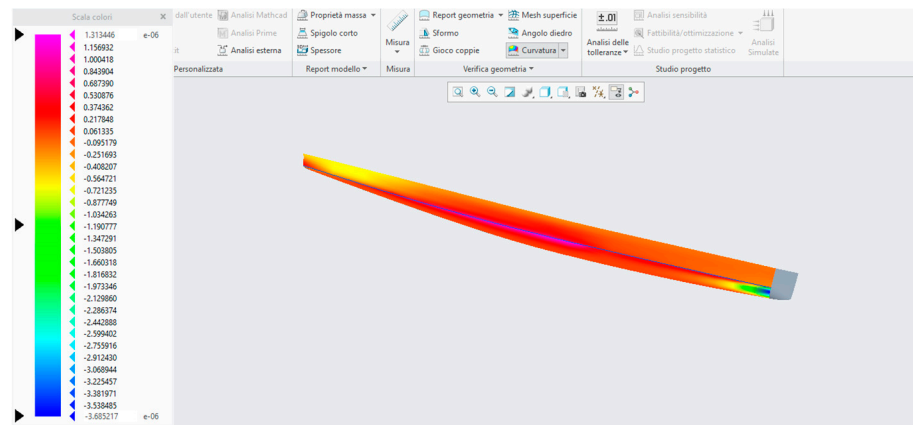 Scala colori ×
1.313446 e-06
1.156932
1.000418
0.843904
0.687390
0.530876
0.374362
0.217848
0.061335
-0.095179
-0.251693
-0.408207
-0.564721
-0.721235
-0.877749
-1.034263
-1.190777
-1.347291
-1.503805
-1.660318
-1.816832
-1.973346
-2.129860
-2.286374
-2.442888
-2.599402
-2.755916
-2.912430
-3.068944
-3.225457
-3.381971
-3.538485
-3.685217 e-06
dall'utente
Analisi Mathcad
Analisi Prime
it
Analisi esterna
Personalizzata
Proprietà massa
Spigolo corto
Spessore
Report modello
Misura
Misura
Report geometria
Mesh superficie
Sformo
Angolo diedro
Gioco coppie
Curvatura
Verifica geometria
±.01
Analisi delle
tolleranze
Analisi sensibilità
Fattibilità/ottimizzazione
Studio progetto statistico
Analisi
Simulate
Studio progetto